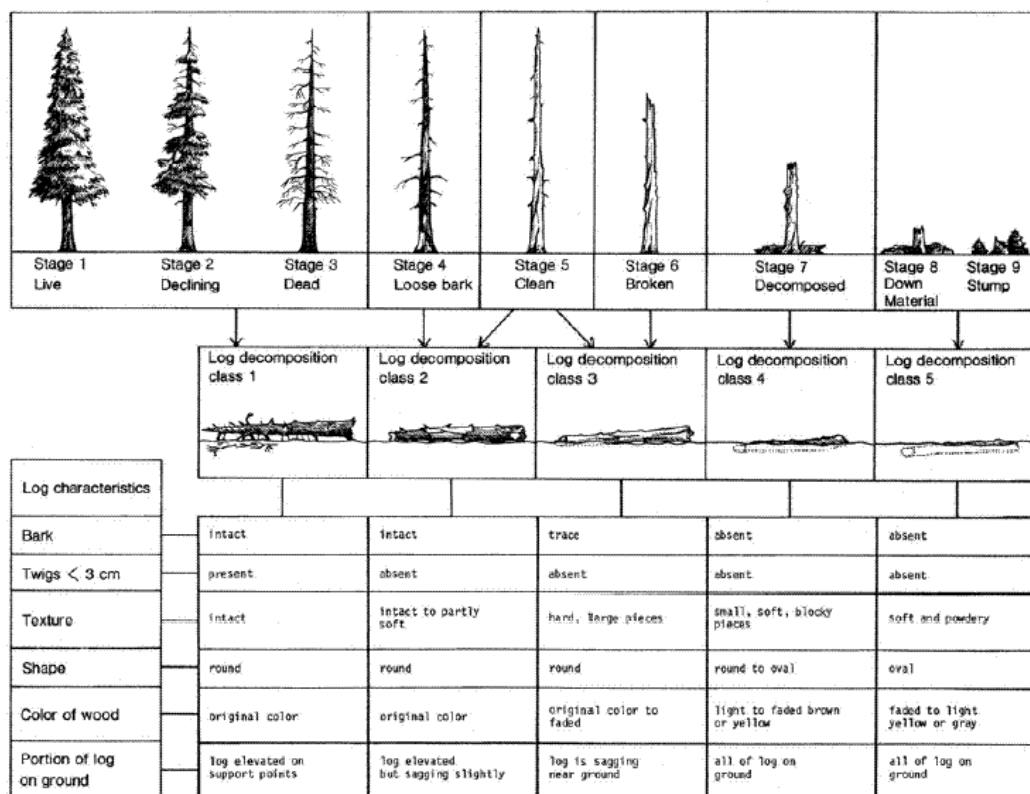 Stage 1
Live
Stage 2
Declining
Stage 3
Dead
Stage 4
Loose bark
Stage 5
Clean
Stage 6
Broken
Stage 7
Decomposed
Stage 8
Down
Material
Stage 9
Stump
Log decomposition
class 1
Log decomposition
class 2
Log decomposition
class 3
Log decomposition
class 4
Log decomposition
class 5
Log characteristics
Bark
intact
intact
trace
absent
absent
Twigs < 3 cm
present
absent
absent
absent
absent
Texture
intact
intact to partly
soft
hard, large pieces
small, soft, blocky
pieces
soft and powdery
Shape
round
round
round
round to oval
oval
Color of wood
original color
original color
original color to
faded
light to faded brown
or yellow
faded to light
yellow or gray
Portion of log
on ground
log elevated on
support points
log elevated
but sagging slightly
log is sagging
near ground
all of log on
ground
all of log on
ground